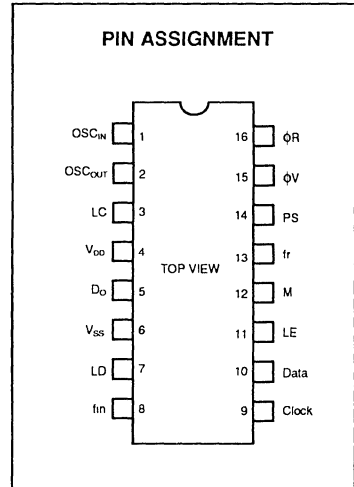 PIN ASSIGNMENT
OSCIN 1 16 ϕR
OSCOUT 2 15 ϕV
LC 3 14 PS
VDD 4 13 fr
TOP VIEW
DO 5 12 M
VSS 6 11 LE
LD 7 10 Data
fin 8 9 Clock